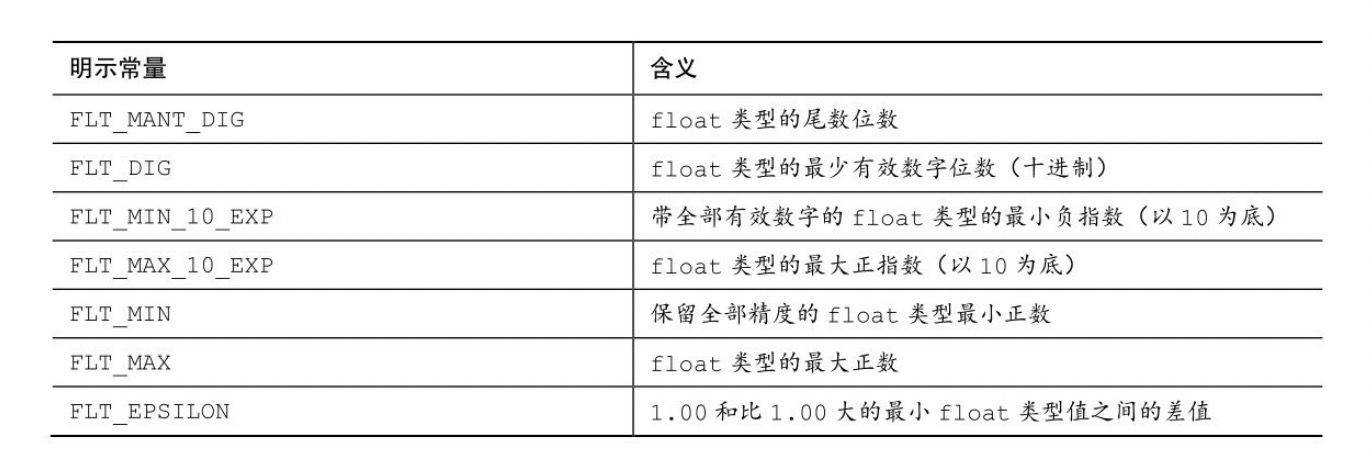 明示常量 含义
FLT_MANT_DIG float 类型的尾数位数
FLT_DIG float 类型的最少有效数字位数（十进制）
FLT_MIN_10_EXP 带全部有效数字的 float 类型的最小负指数（以 10 为底）
FLT_MAX_10_EXP float 类型的最大正指数（以 10 为底）
FLT_MIN 保留全部精度的 float 类型最小正数
FLT_MAX float 类型的最大正数
FLT_EPSILON 1.00 和比 1.00 大的最小 float 类型值之间的差值